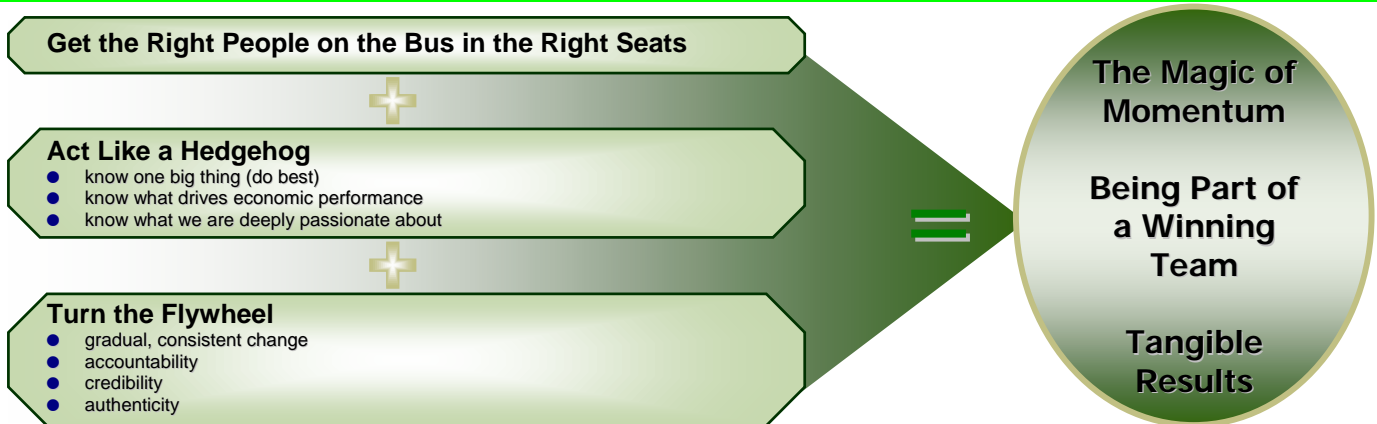 Get the Right People on the Bus in the Right Seats
Act Like a Hedgehog
● know one big thing (do best)
● know what drives economic performance
● know what we are deeply passionate about
Turn the Flywheel
● gradual, consistent change
● accountability
● credibility
● authenticity
=
The Magic of
Momentum
Being Part of
a Winning
Team
Tangible
Results